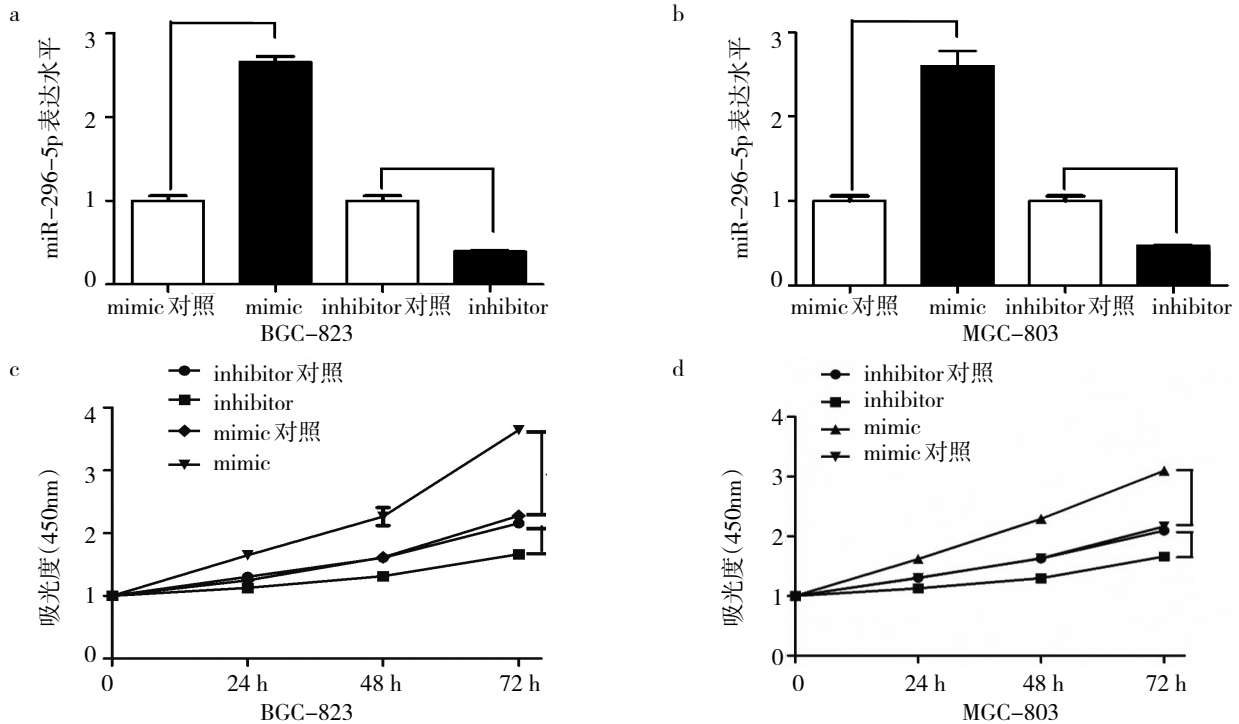 a
miR-296-5p表达水平
3
2
1
0
mimic对照 mimic inhibitor对照 inhibitor
BGC-823
b
miR-296-5p表达水平
3
2
1
0
mimic对照 mimic inhibitor对照 inhibitor
MGC-803
c
inhibitor对照
inhibitor
mimic对照
mimic
吸光度(450nm)
4
3
2
1
0
0 24 h 48 h 72 h
BGC-823
d
inhibitor对照
inhibitor
mimic
mimic对照
吸光度(450nm)
4
3
2
1
0
0 24 h 48 h 72 h
MGC-803